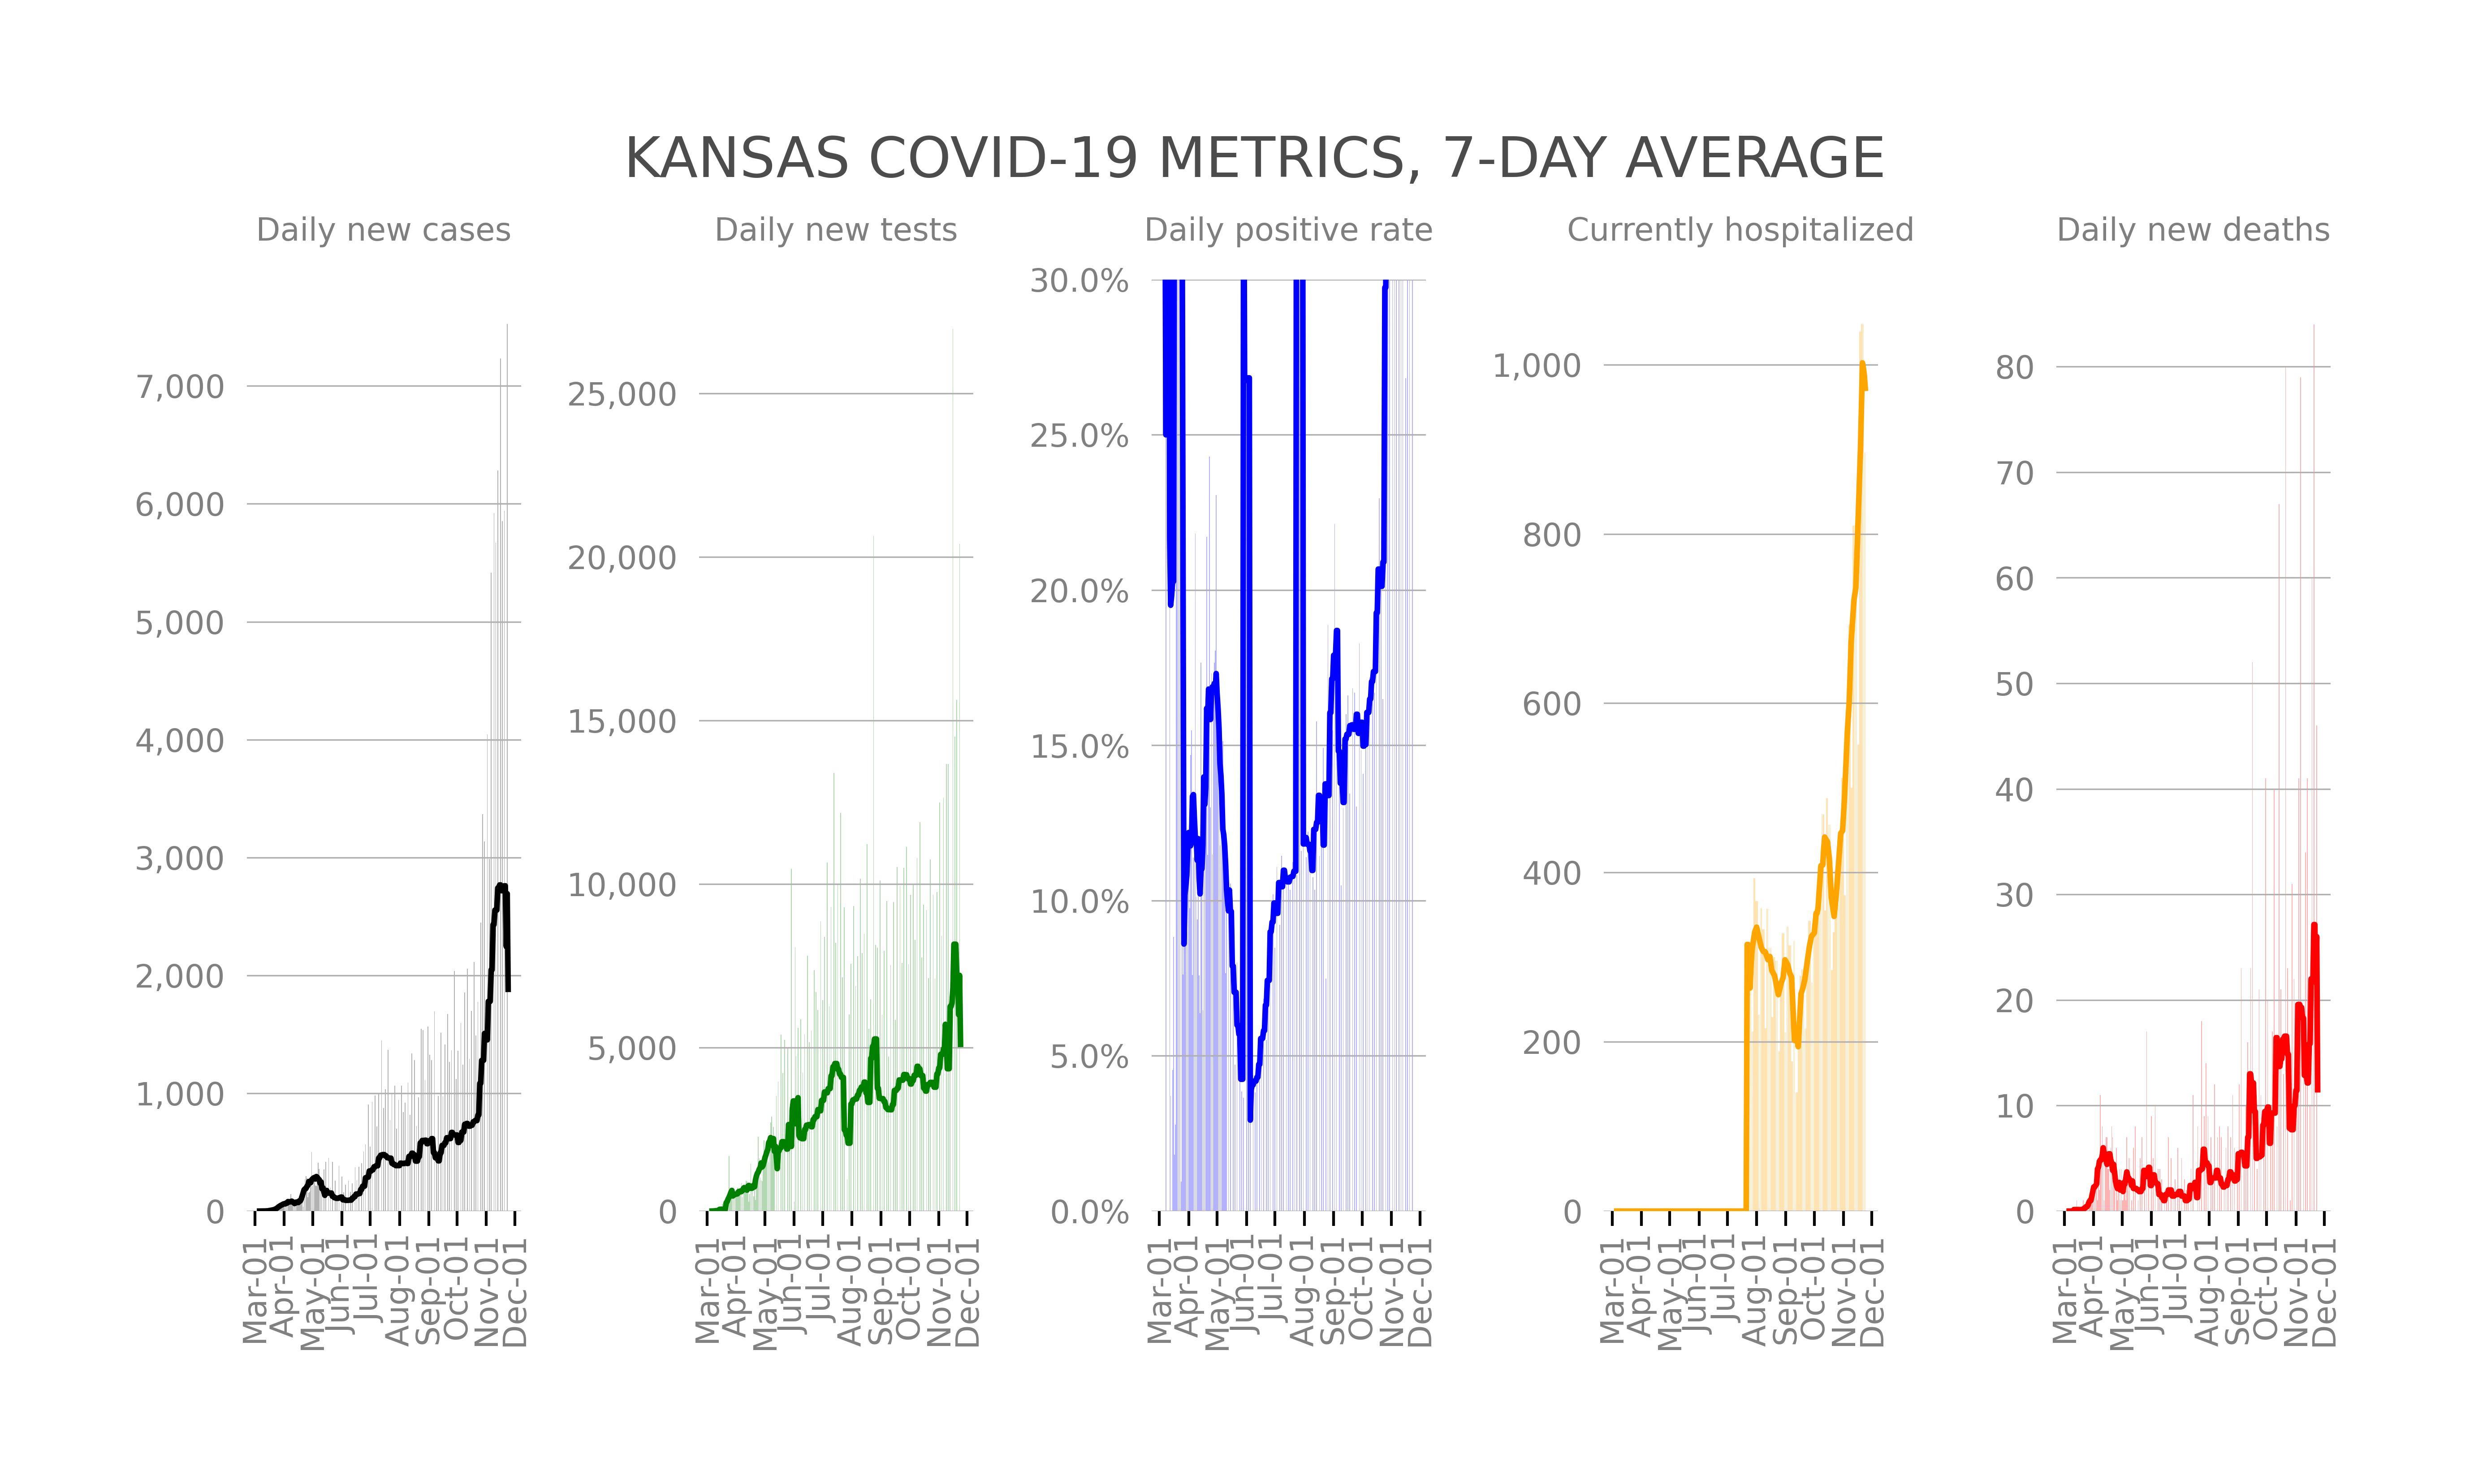 KANSAS COVID-19 METRICS, 7-DAY AVERAGE
Daily new cases
7,000
6,000
5,000
4,000
3,000
2,000
1,000
0
Mar-01
Apr-01
May-01
Jun-01
Jul-01
Aug-01
Sep-01
Oct-01
Nov-01
Dec-01
Daily new tests
25,000
20,000
15,000
10,000
5,000
0
Mar-01
Apr-01
May-01
Jun-01
Jul-01
Aug-01
Sep-01
Oct-01
Nov-01
Dec-01
Daily positive rate
30.0%
25.0%
20.0%
15.0%
10.0%
5.0%
0.0%
Mar-01
Apr-01
May-01
Jun-01
Jul-01
Aug-01
Sep-01
Oct-01
Nov-01
Dec-01
Currently hospitalized
1,000
800
600
400
200
0
Mar-01
Apr-01
May-01
Jun-01
Jul-01
Aug-01
Sep-01
Oct-01
Nov-01
Dec-01
Daily new deaths
80
70
60
50
40
30
20
10
0
Mar-01
Apr-01
May-01
Jun-01
Jul-01
Aug-01
Sep-01
Oct-01
Nov-01
Dec-01